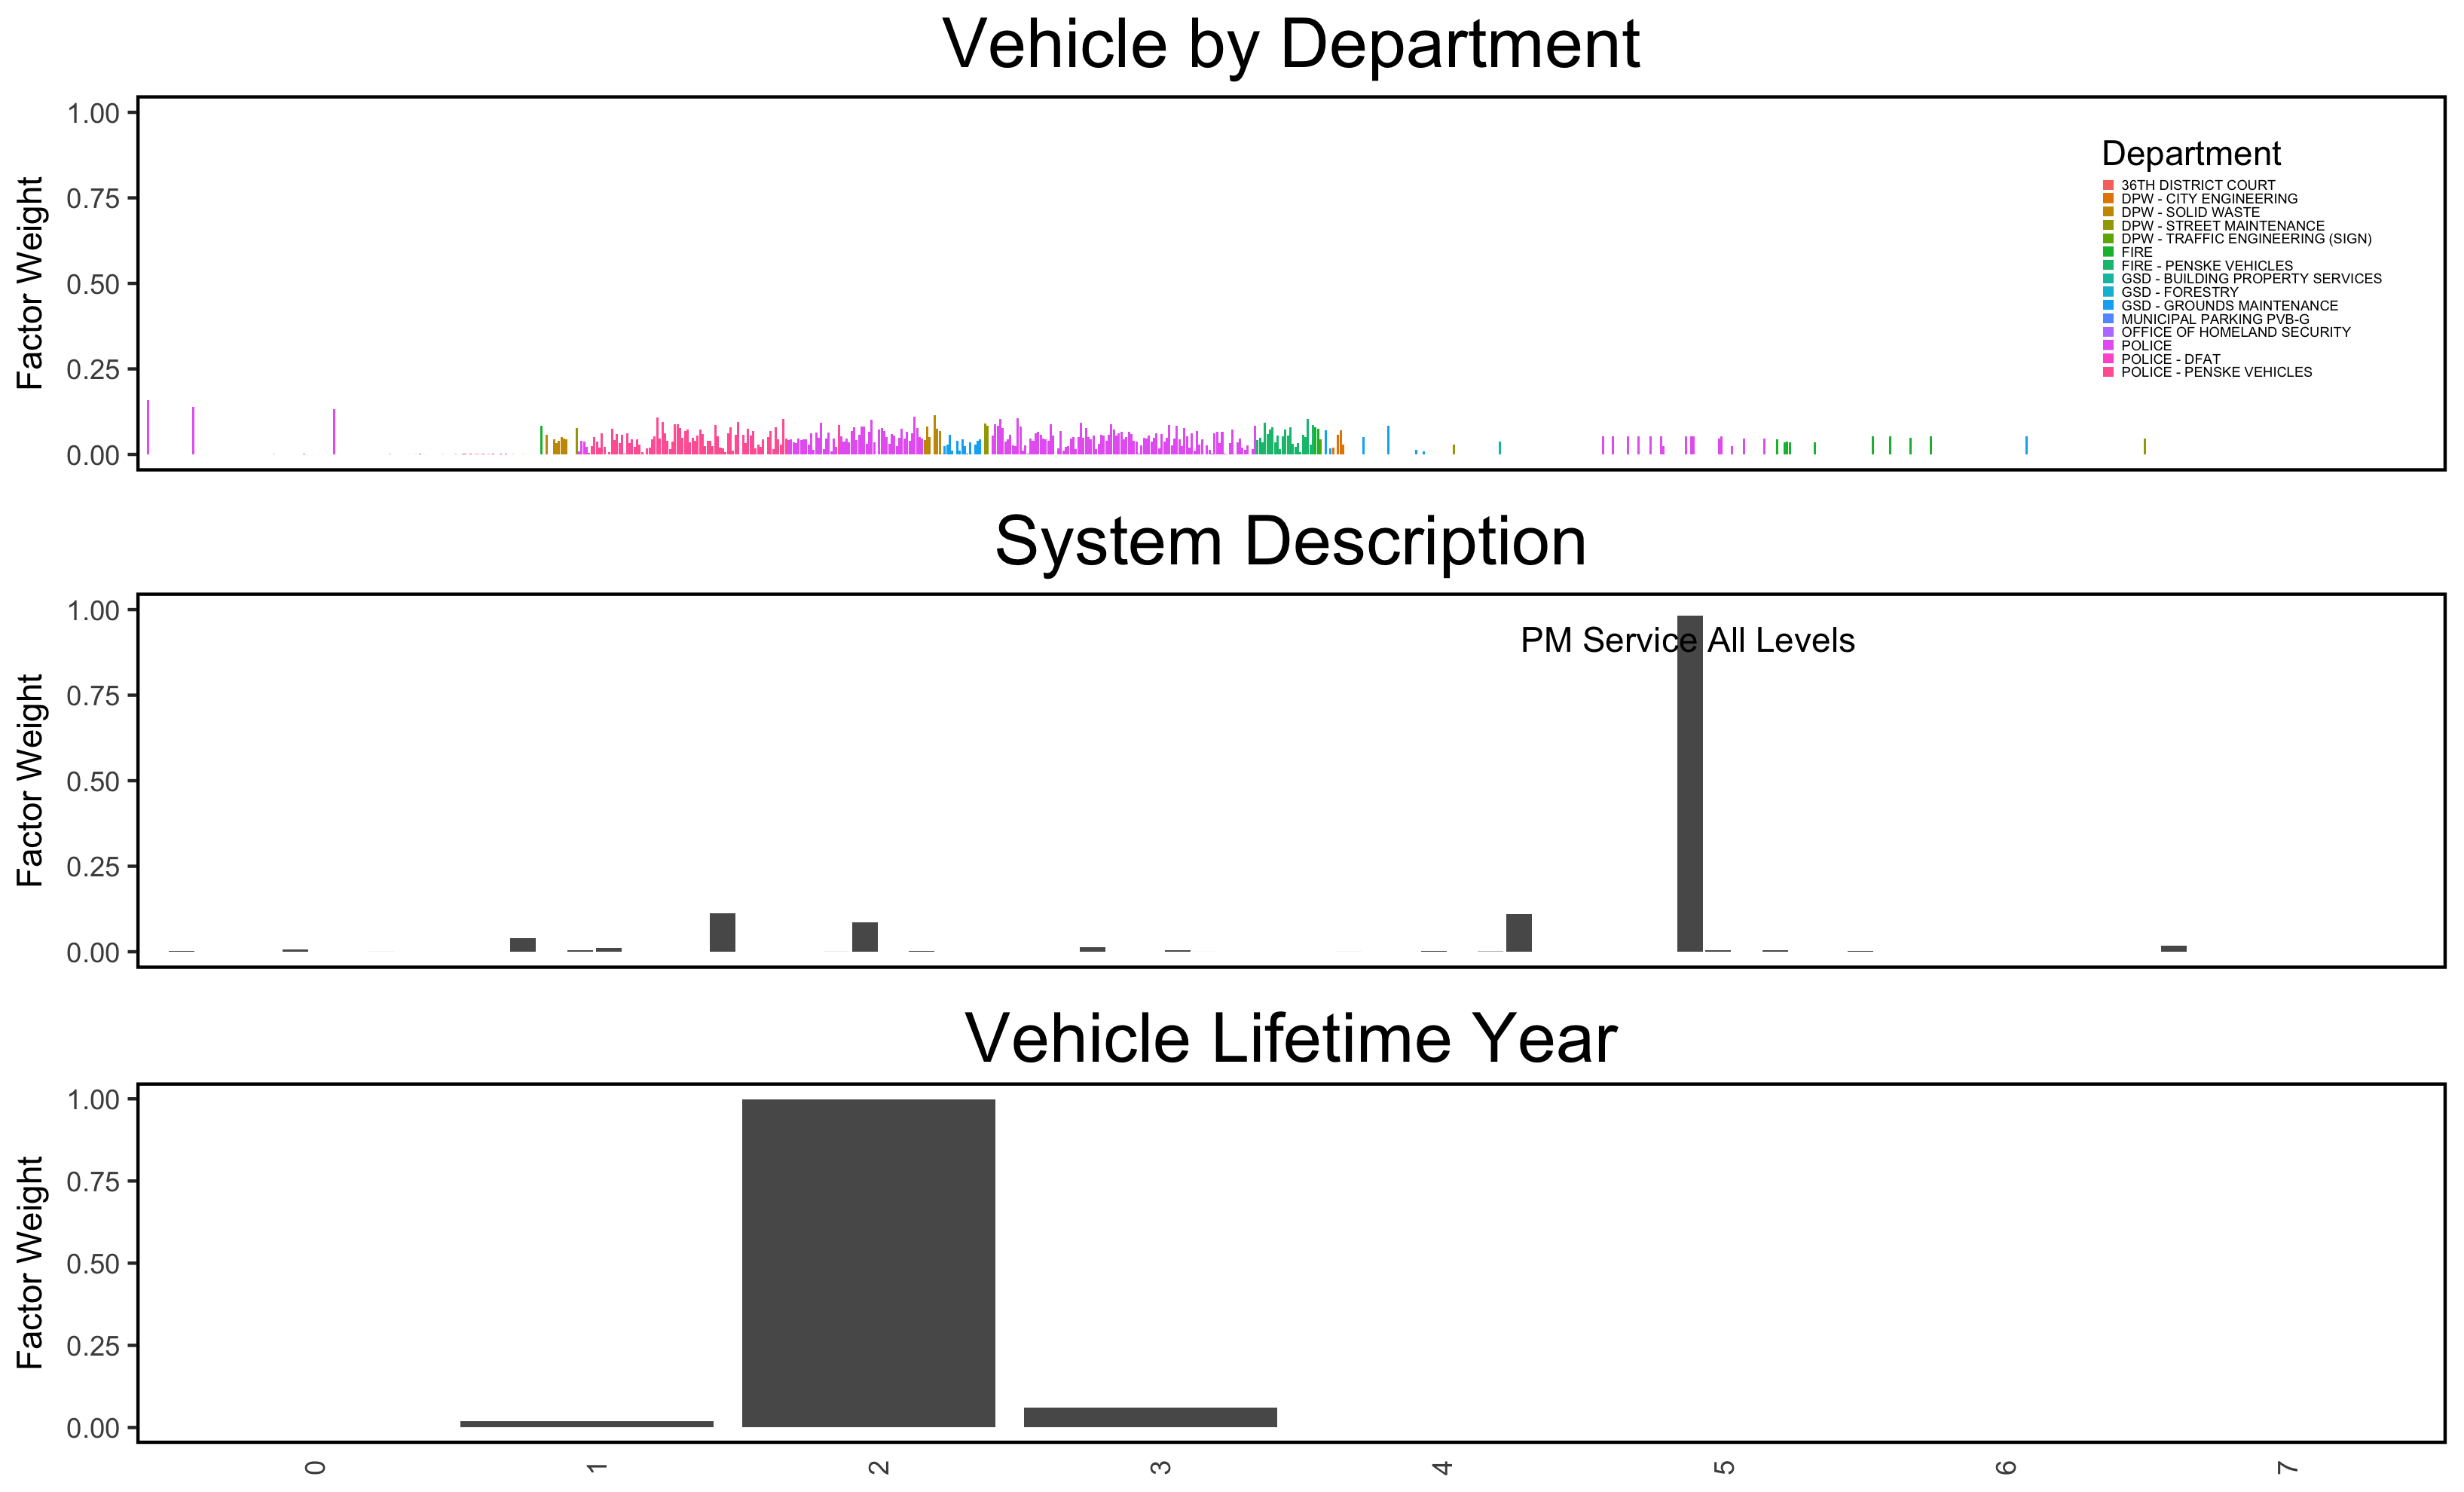 Vehicle by Department
Factor Weight
1.00
0.75
0.50
0.25
0.00
Department
36TH DISTRICT COURT
DPW - CITY ENGINEERING
DPW - SOLID WASTE
DPW - STREET MAINTENANCE
DPW - TRAFFIC ENGINEERING (SIGN)
FIRE
FIRE - PENSKE VEHICLES
GSD - BUILDING PROPERTY SERVICES
GSD - FORESTRY
GSD - GROUNDS MAINTENANCE
MUNICIPAL PARKING PVB-G
OFFICE OF HOMELAND SECURITY
POLICE
POLICE - DFAT
POLICE - PENSKE VEHICLES
System Description
Factor Weight
1.00
0.75
0.50
0.25
0.00
PM Service All Levels
Vehicle Lifetime Year
Factor Weight
1.00
0.75
0.50
0.25
0.00
0 1 2 3 4 5 6 7